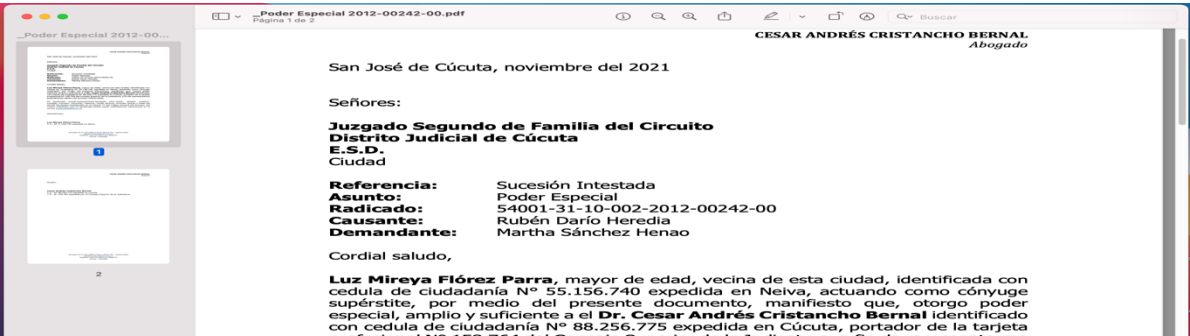 _Poder Especial 2012-00242-00.pdf
Página 1 de 2
Buscar
_Poder Especial 2012-00...
1
2
CESAR ANDRÉS CRISTANCHO BERNAL
Abogado
San José de Cúcuta, noviembre del 2021
Señores:
Juzgado Segundo de Familia del Circuito
Distrito Judicial de Cúcuta
E.S.D.
Ciudad
Referencia: Sucesión Intestada
Asunto: Poder Especial
Radicado: 54001-31-10-002-2012-00242-00
Causante: Rubén Darío Heredia
Demandante: Martha Sánchez Henao
Cordial saludo,
Luz Mireya Flórez Parra, mayor de edad, vecina de esta ciudad, identificada con
cedula de ciudadanía Nº 55.156.740 expedida en Neiva, actuando como cónyuge
supérstite, por medio del presente documento, manifiesto que, otorgo poder
especial, amplio y suficiente a el Dr. Cesar Andrés Cristancho Bernal identificado
con cedula de ciudadanía Nº 88.256.775 expedida en Cúcuta, portador de la tarjeta